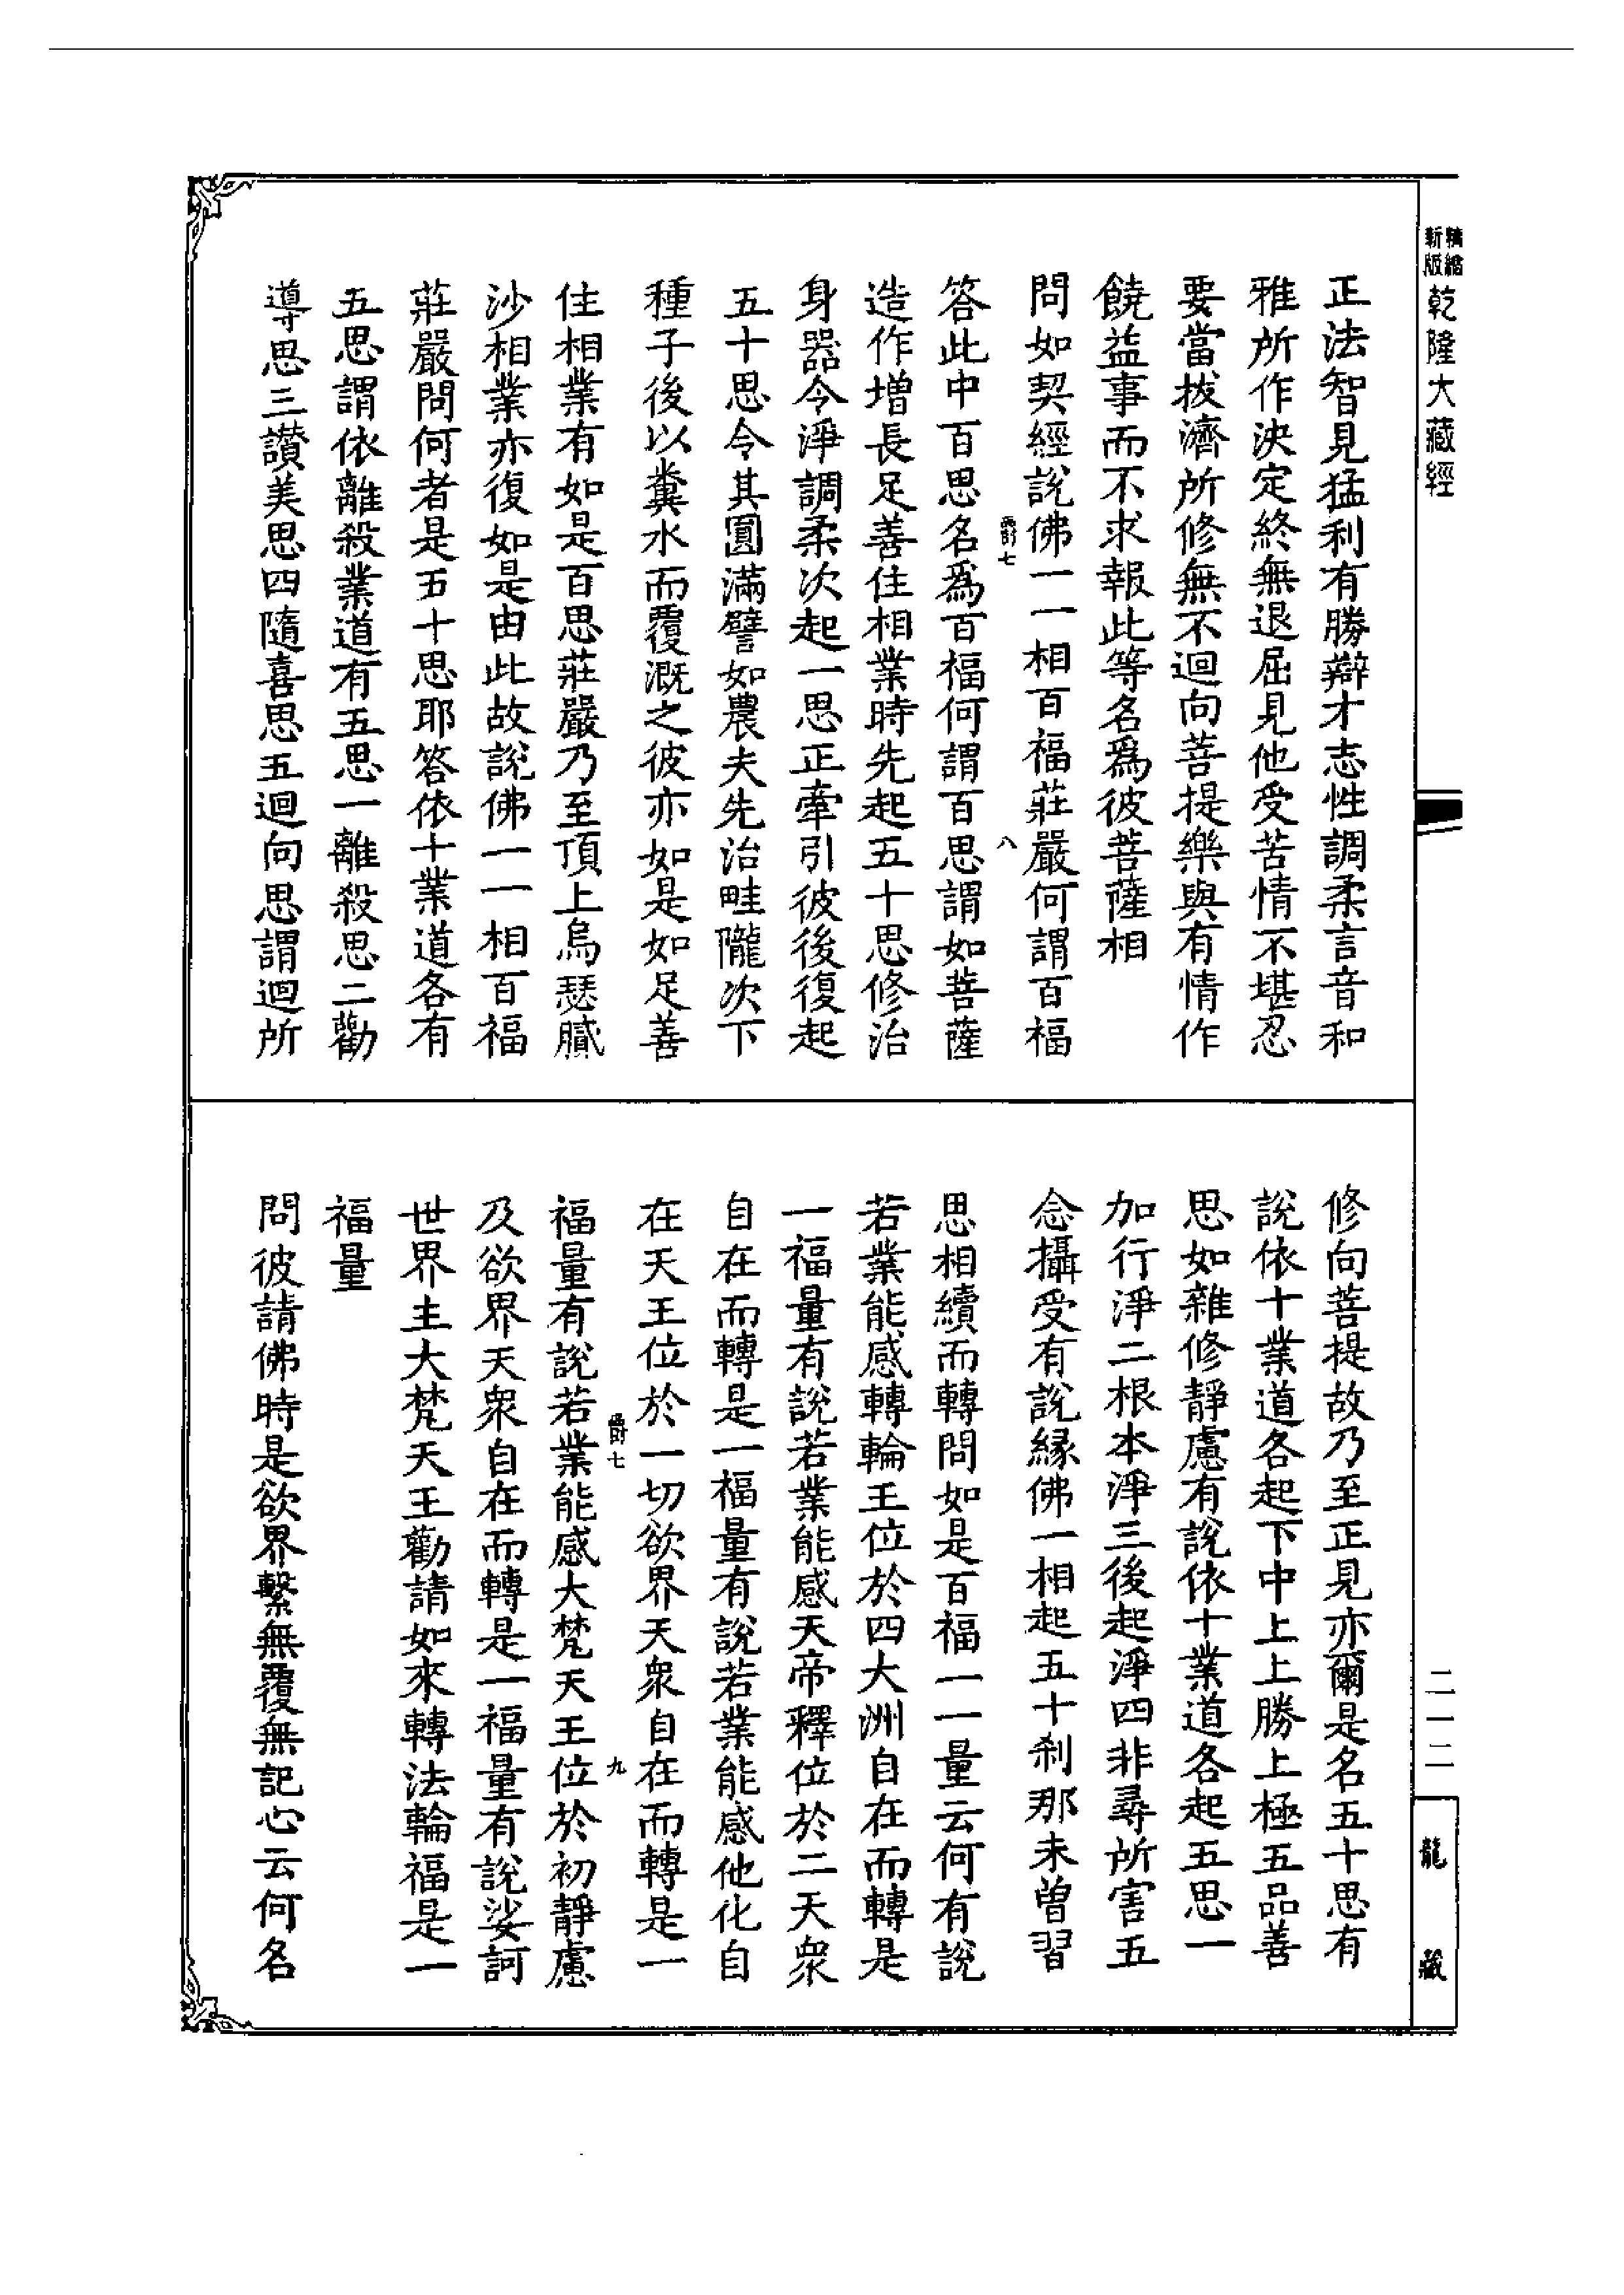 精縮
新版
乾隆大藏經
正法智見猛利有勝辯才志性調柔言音和
雅所作決定終無退屈見他受苦情不堪忍
要當拔濟所修無不迴向菩提樂與有情作
饒益事而不求報此等名爲彼菩薩相
問如契經說佛一一相百福莊嚴何謂百福
爵七
八
答此中百思名爲百福何謂百思謂如菩薩
造作增長足善住相業時先起五十思修治
身器令淨調柔次起一思正牽引彼後復起
五十思令其圓滿譬如農夫先治畦隴次下
種子後以糞水而覆溉之彼亦如是如足善
住相業有如是百思莊嚴乃至頂上烏瑟膩
沙相業亦復如是由此故說佛一一相百福
莊嚴問何者是五十思耶答依十業道各有
五思謂依離殺業道有五思一離殺思二勸
導思三讚美思四隨喜思五迴向思謂迴所
修向菩提故乃至正見亦爾是名五十思有
說依十業道各起下中上上勝上極五品善
思如雜修靜慮有說依十業道各起五思一
加行淨二根本淨三後起淨四非尋所害五
念攝受有說緣佛一相起五十刹那未曾習
思相續而轉問如是百福一一量云何有說
若業能感轉輪王位於四大洲自在而轉是
一福量有說若業能感天帝釋位於二天衆
自在而轉是一福量有說若業能感他化自
在天王位於一切欲界天衆自在而轉是一
爵七
九
福量有說若業能感大梵天王位於初靜慮
及欲界天衆自在而轉是一福量有說娑訶
世界主大梵天王勸請如來轉法輪福是一
福量
問彼請佛時是欲界繫無覆無記心云何名
二一二
龍藏